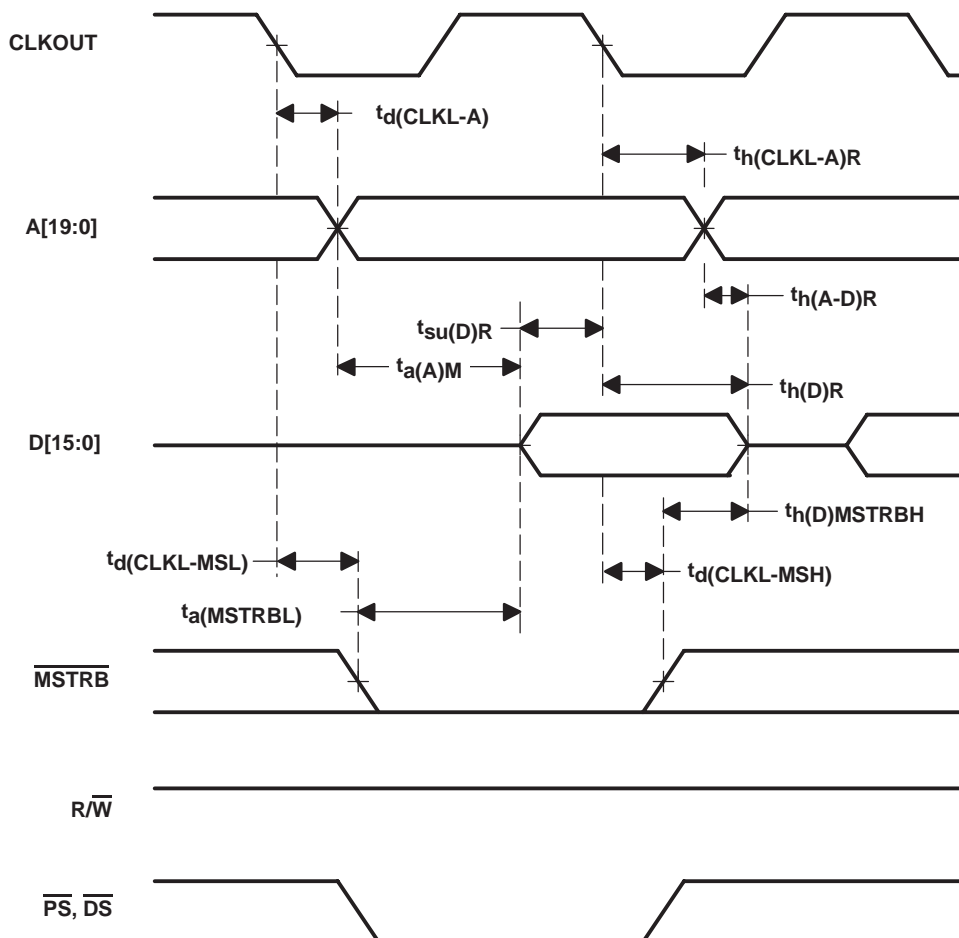 CLKOUT
td(CLKL-A)
th(CLKL-A)R
A[19:0]
th(A-D)R
tsu(D)R
ta(A)M
th(D)R
D[15:0]
th(D)MSTRBH
td(CLKL-MSL)
td(CLKL-MSH)
ta(MSTRBL)
MSTRB
R/W
PS, DS